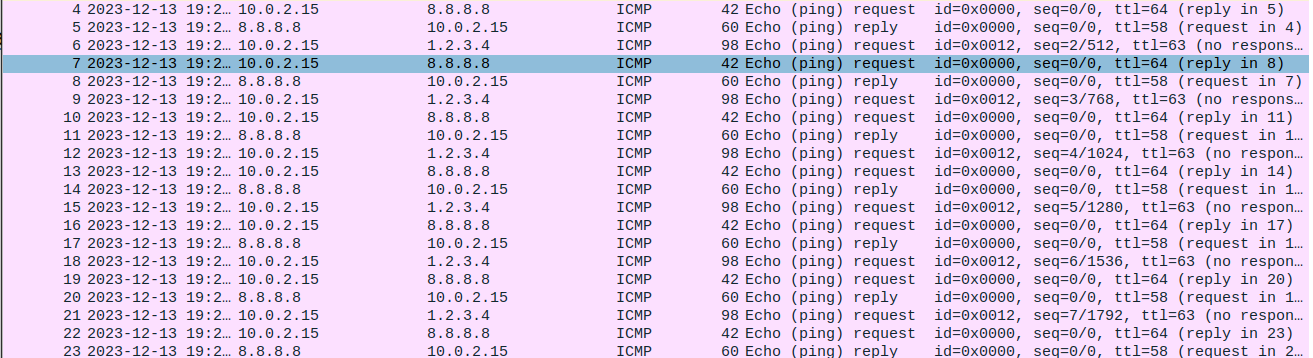 4 2023-12-13 19:2… 10.0.2.15 8.8.8.8 ICMP 42 Echo (ping) request id=0x0000, seq=0/0, ttl=64 (reply in 5)
5 2023-12-13 19:2… 8.8.8.8 10.0.2.15 ICMP 60 Echo (ping) reply id=0x0000, seq=0/0, ttl=58 (request in 4)
6 2023-12-13 19:2… 10.0.2.15 1.2.3.4 ICMP 98 Echo (ping) request id=0x0012, seq=2/512, ttl=63 (no respons…
7 2023-12-13 19:2… 10.0.2.15 8.8.8.8 ICMP 42 Echo (ping) request id=0x0000, seq=0/0, ttl=64 (reply in 8)
8 2023-12-13 19:2… 8.8.8.8 10.0.2.15 ICMP 60 Echo (ping) reply id=0x0000, seq=0/0, ttl=58 (request in 7)
9 2023-12-13 19:2… 10.0.2.15 1.2.3.4 ICMP 98 Echo (ping) request id=0x0012, seq=3/768, ttl=63 (no respons…
10 2023-12-13 19:2… 10.0.2.15 8.8.8.8 ICMP 42 Echo (ping) request id=0x0000, seq=0/0, ttl=64 (reply in 11)
11 2023-12-13 19:2… 8.8.8.8 10.0.2.15 ICMP 60 Echo (ping) reply id=0x0000, seq=0/0, ttl=58 (request in 1…
12 2023-12-13 19:2… 10.0.2.15 1.2.3.4 ICMP 98 Echo (ping) request id=0x0012, seq=4/1024, ttl=63 (no respon…
13 2023-12-13 19:2… 10.0.2.15 8.8.8.8 ICMP 42 Echo (ping) request id=0x0000, seq=0/0, ttl=64 (reply in 14)
14 2023-12-13 19:2… 8.8.8.8 10.0.2.15 ICMP 60 Echo (ping) reply id=0x0000, seq=0/0, ttl=58 (request in 1…
15 2023-12-13 19:2… 10.0.2.15 1.2.3.4 ICMP 98 Echo (ping) request id=0x0012, seq=5/1280, ttl=63 (no respon…
16 2023-12-13 19:2… 10.0.2.15 8.8.8.8 ICMP 42 Echo (ping) request id=0x0000, seq=0/0, ttl=64 (reply in 17)
17 2023-12-13 19:2… 8.8.8.8 10.0.2.15 ICMP 60 Echo (ping) reply id=0x0000, seq=0/0, ttl=58 (request in 1…
18 2023-12-13 19:2… 10.0.2.15 1.2.3.4 ICMP 98 Echo (ping) request id=0x0012, seq=6/1536, ttl=63 (no respon…
19 2023-12-13 19:2… 10.0.2.15 8.8.8.8 ICMP 42 Echo (ping) request id=0x0000, seq=0/0, ttl=64 (reply in 20)
20 2023-12-13 19:2… 8.8.8.8 10.0.2.15 ICMP 60 Echo (ping) reply id=0x0000, seq=0/0, ttl=58 (request in 1…
21 2023-12-13 19:2… 10.0.2.15 1.2.3.4 ICMP 98 Echo (ping) request id=0x0012, seq=7/1792, ttl=63 (no respon…
22 2023-12-13 19:2… 10.0.2.15 8.8.8.8 ICMP 42 Echo (ping) request id=0x0000, seq=0/0, ttl=64 (reply in 23)
23 2023-12-13 19:2… 8.8.8.8 10.0.2.15 ICMP 60 Echo (ping) reply id=0x0000, seq=0/0, ttl=58 (request in 2…